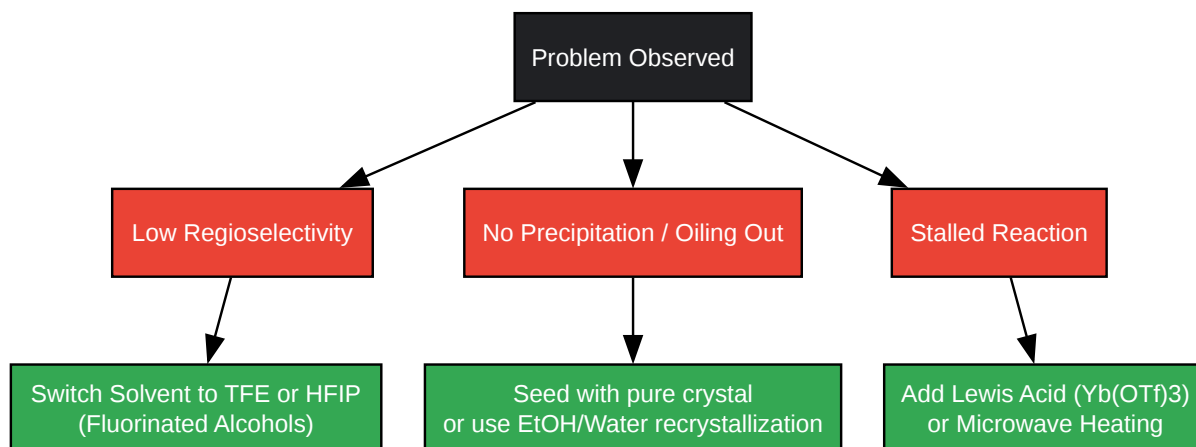 Problem Observed
Low Regioselectivity
No Precipitation / Oiling Out
Stalled Reaction
Switch Solvent to TFE or HFIP
(Fluorinated Alcohols)
Seed with pure crystal
or use EtOH/Water recrystallization
Add Lewis Acid (Yb(OTf)3)
or Microwave Heating